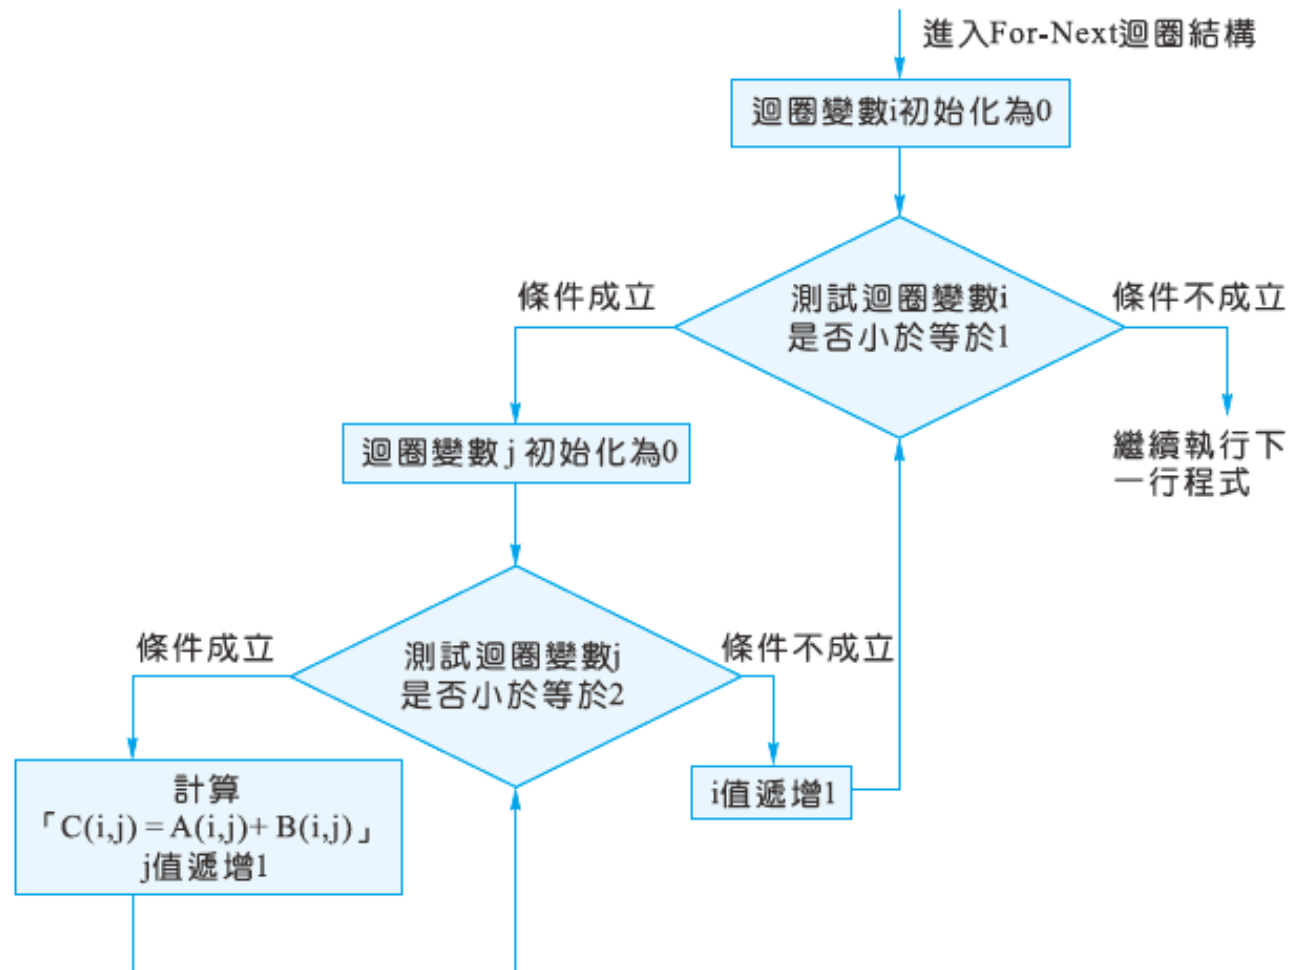 進入For-Next迴圈結構
迴圈變數i初始化為0
條件成立
測試迴圈變數i
是否小於等於1
條件不成立
迴圈變數 j 初始化為0
繼續執行下
一行程式
條件成立
測試迴圈變數j
是否小於等於2
條件不成立
計算
「C(i,j) = A(i,j)+ B(i,j)」
j值遞增1
i值遞增1